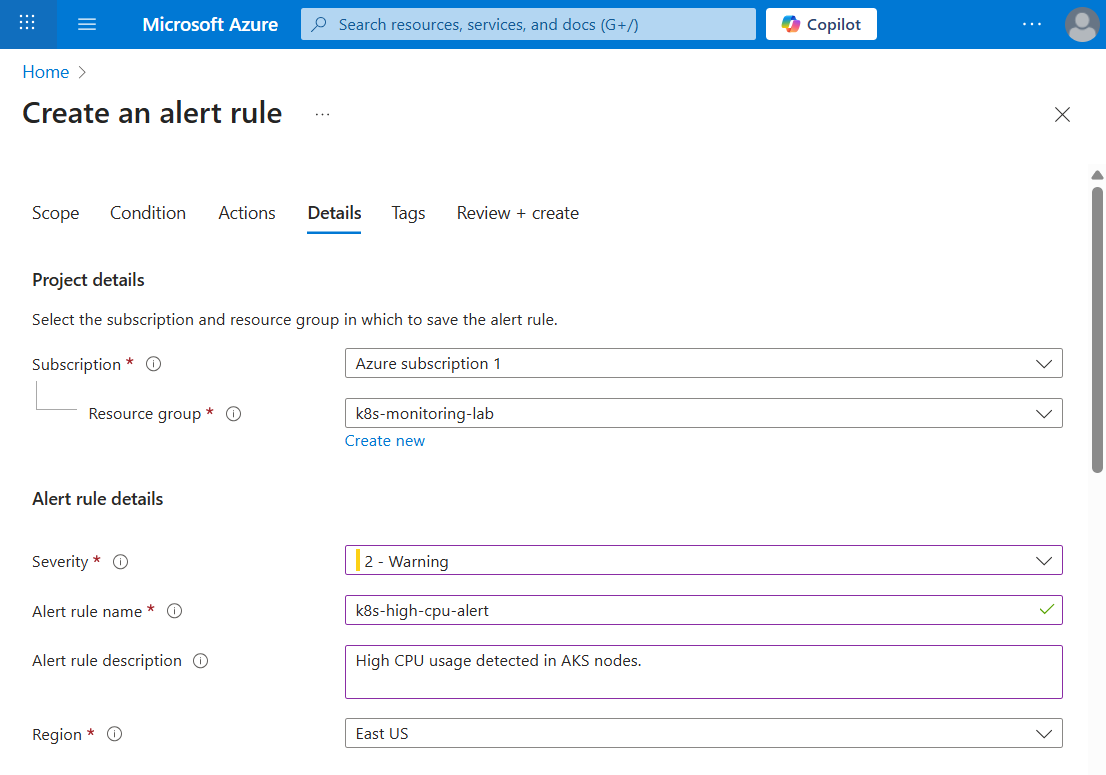 Microsoft Azure
Search resources, services, and docs (G+/)
Copilot
Home
Create an alert rule
Scope Condition Actions Details Tags Review + create
Project details
Select the subscription and resource group in which to save the alert rule.
Subscription *
Azure subscription 1
Resource group *
k8s-monitoring-lab
Create new
Alert rule details
Severity *
2 - Warning
Alert rule name *
k8s-high-cpu-alert
Alert rule description
High CPU usage detected in AKS nodes.
Region *
East US